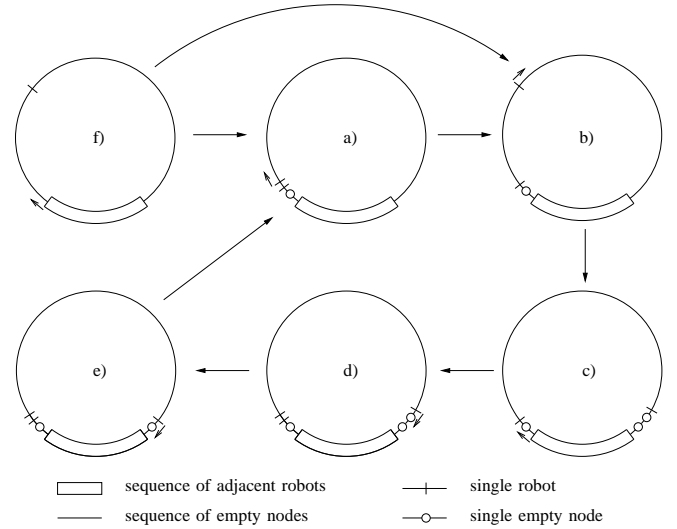 f)
a)
b)
e)
d)
c)
sequence of adjacent robots
single robot
sequence of empty nodes
single empty node